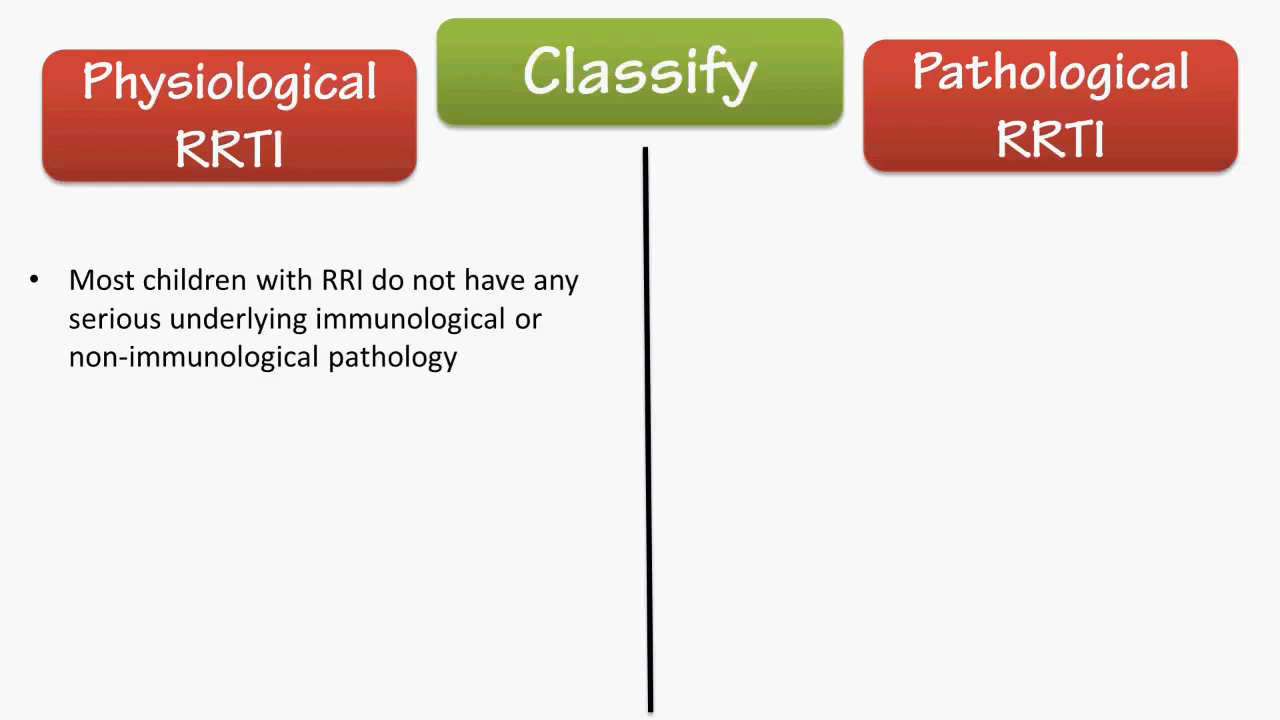 Classify
Physiological
RRTI
Pathological
RRTI
• Most children with RRI do not have any
serious underlying immunological or
non-immunological pathology